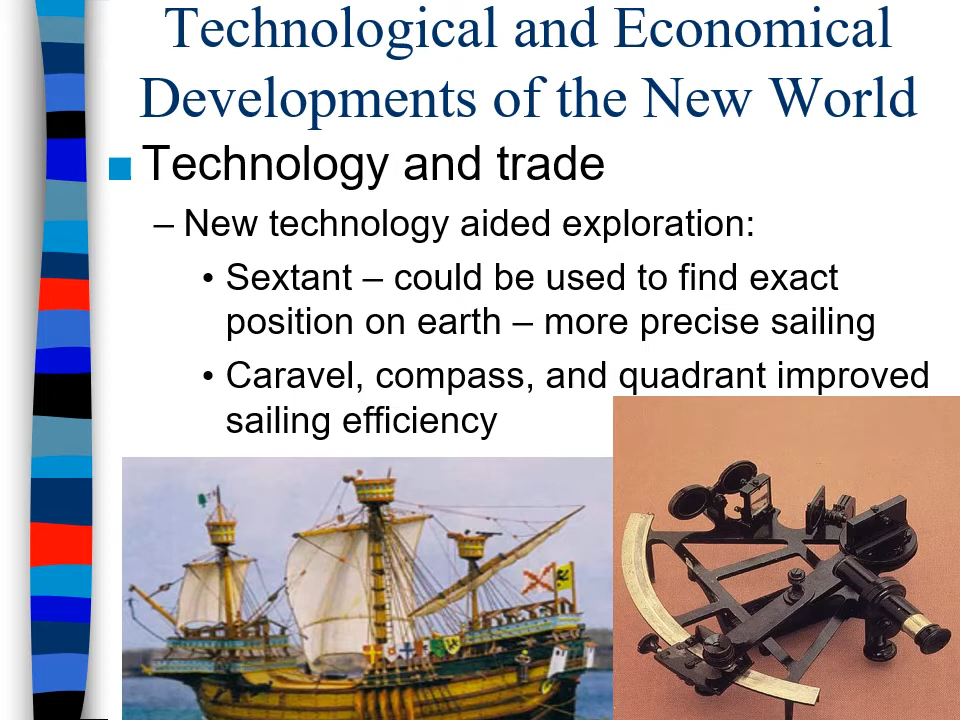 Technological and Economical
Developments of the New World
■ Technology and trade
– New technology aided exploration:
• Sextant – could be used to find exact
position on earth – more precise sailing
• Caravel, compass, and quadrant improved
sailing efficiency